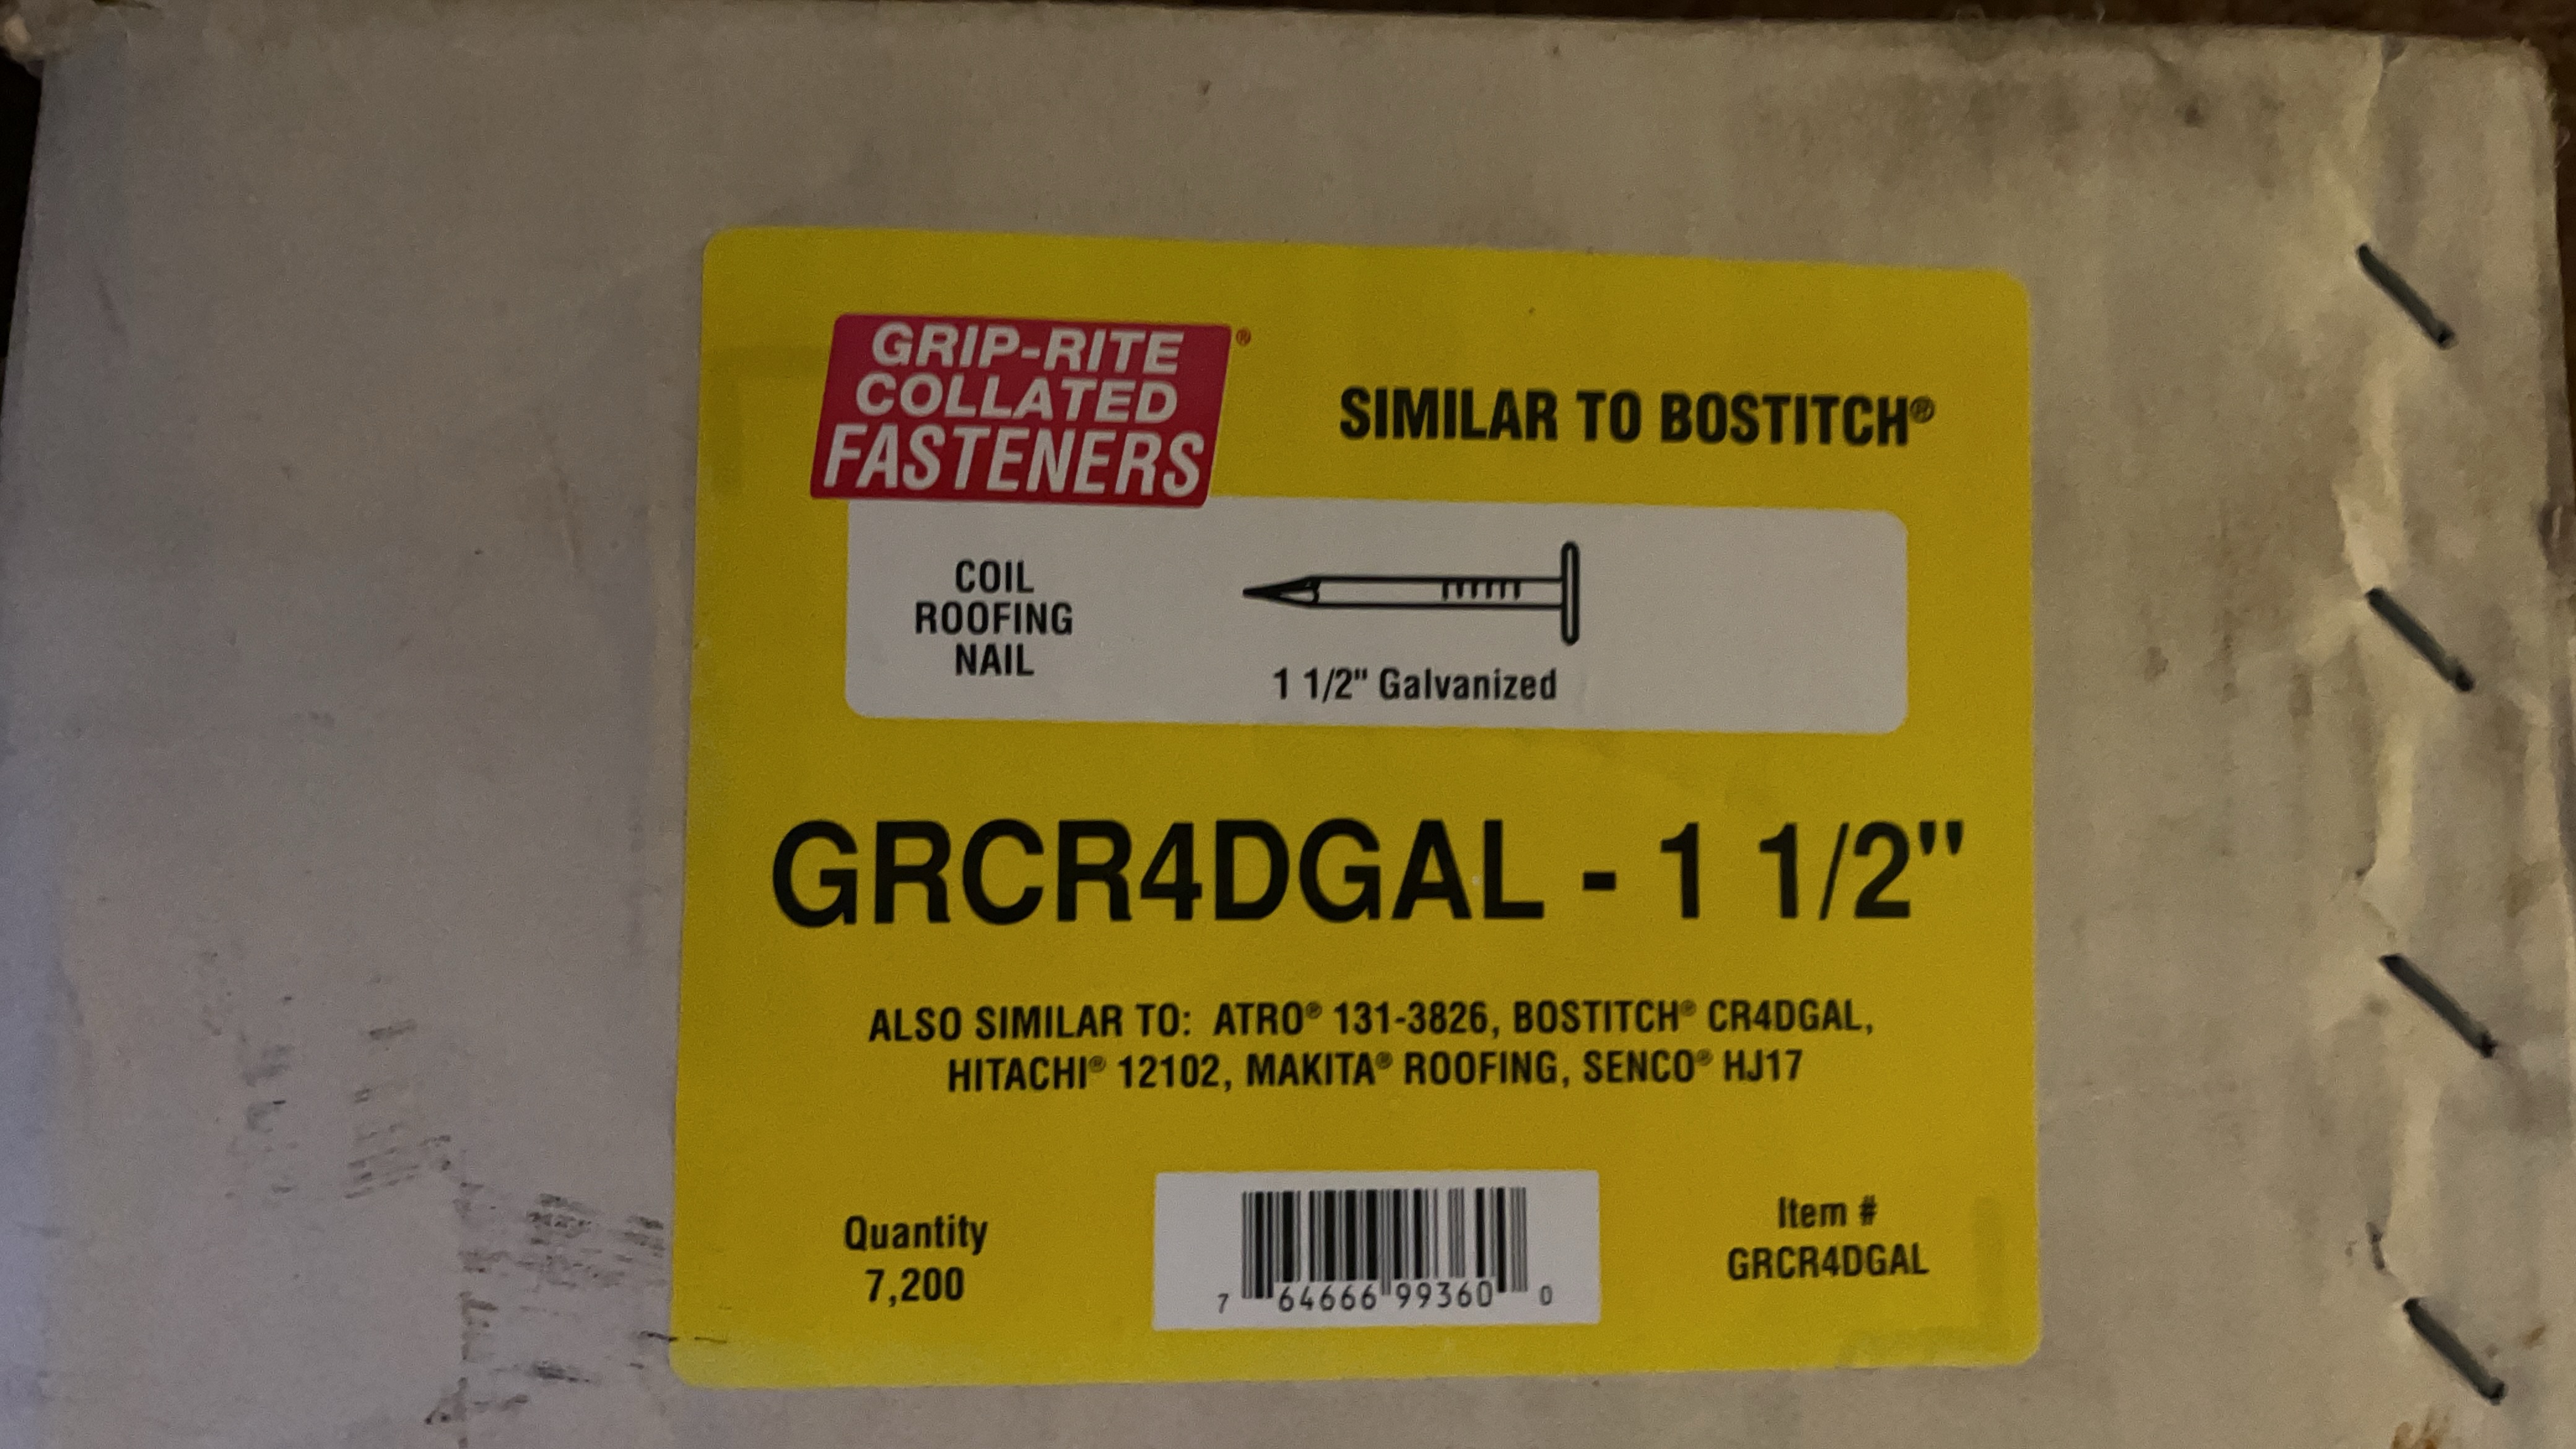 GRIP-RITE
COLLATED
FASTENERS®
SIMILAR TO BOSTITCH®
COIL
ROOFING
NAIL
1 1/2" Galvanized
GRCR4DGAL - 1 1/2"
ALSO SIMILAR TO: ATRO® 131-3826, BOSTITCH® CR4DGAL,
HITACHI® 12102, MAKITA® ROOFING, SENCO® HJ17
Quantity
7,200
7 64666 99360 0
Item #
GRCR4DGAL